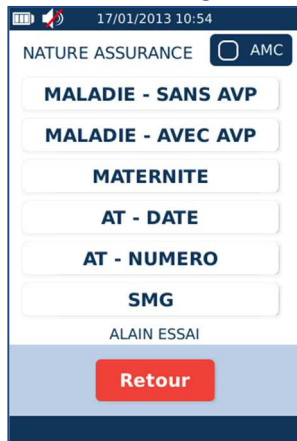 17/01/2013 10:54
NATURE ASSURANCE AMC
MALADIE - SANS AVP
MALADIE - AVEC AVP
MATERNITE
AT - DATE
AT - NUMERO
SMG
ALAIN ESSAI
Retour